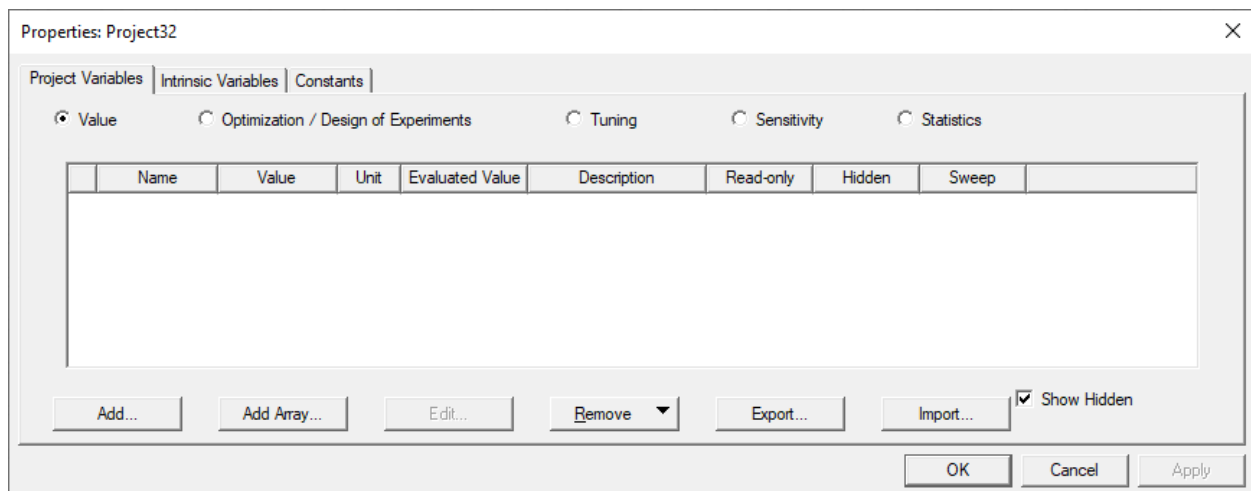 Properties: Project32
Project Variables Intrinsic Variables Constants
Value Optimization / Design of Experiments Tuning Sensitivity Statistics
Name Value Unit Evaluated Value Description Read-only Hidden Sweep
Add... Add Array... Edit... Remove Export... Import... Show Hidden
OK Cancel Apply